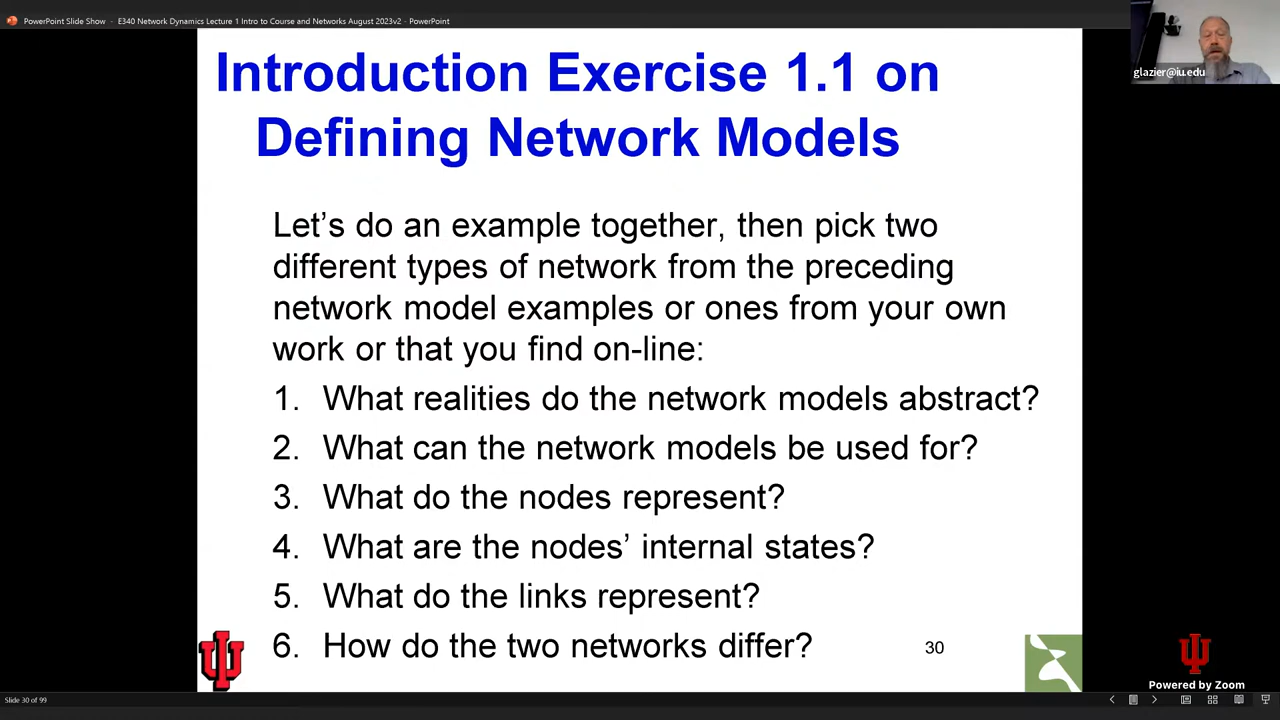 PowerPoint Slide Show - E340 Network Dynamics Lecture 1 Intro to Course and Networks August 2023v2 - PowerPoint
glazier@iu.edu
Introduction Exercise 1.1 on
Defining Network Models
Let’s do an example together, then pick two
different types of network from the preceding
network model examples or ones from your own
work or that you find on-line:
1. What realities do the network models abstract?
2. What can the network models be used for?
3. What do the nodes represent?
4. What are the nodes’ internal states?
5. What do the links represent?
6. How do the two networks differ?
30
Powered by Zoom
Slide 30 of 99